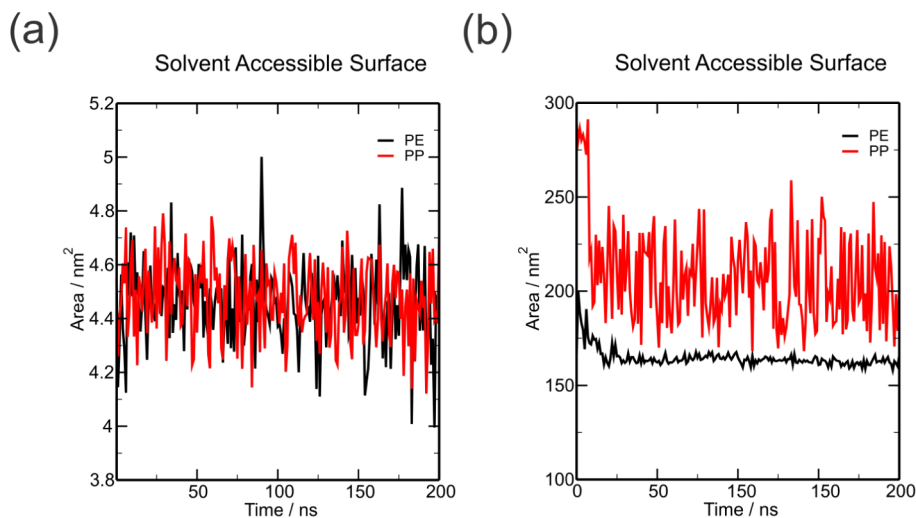 (a)
Solvent Accessible Surface
5.2
5
4.8
4.6
4.4
4.2
4
3.8
Area / nm²
PE
PP
50
100
150
200
Time / ns
(b)
Solvent Accessible Surface
300
250
200
150
100
Area / nm²
PE
PP
0
50
100
150
200
Time / ns